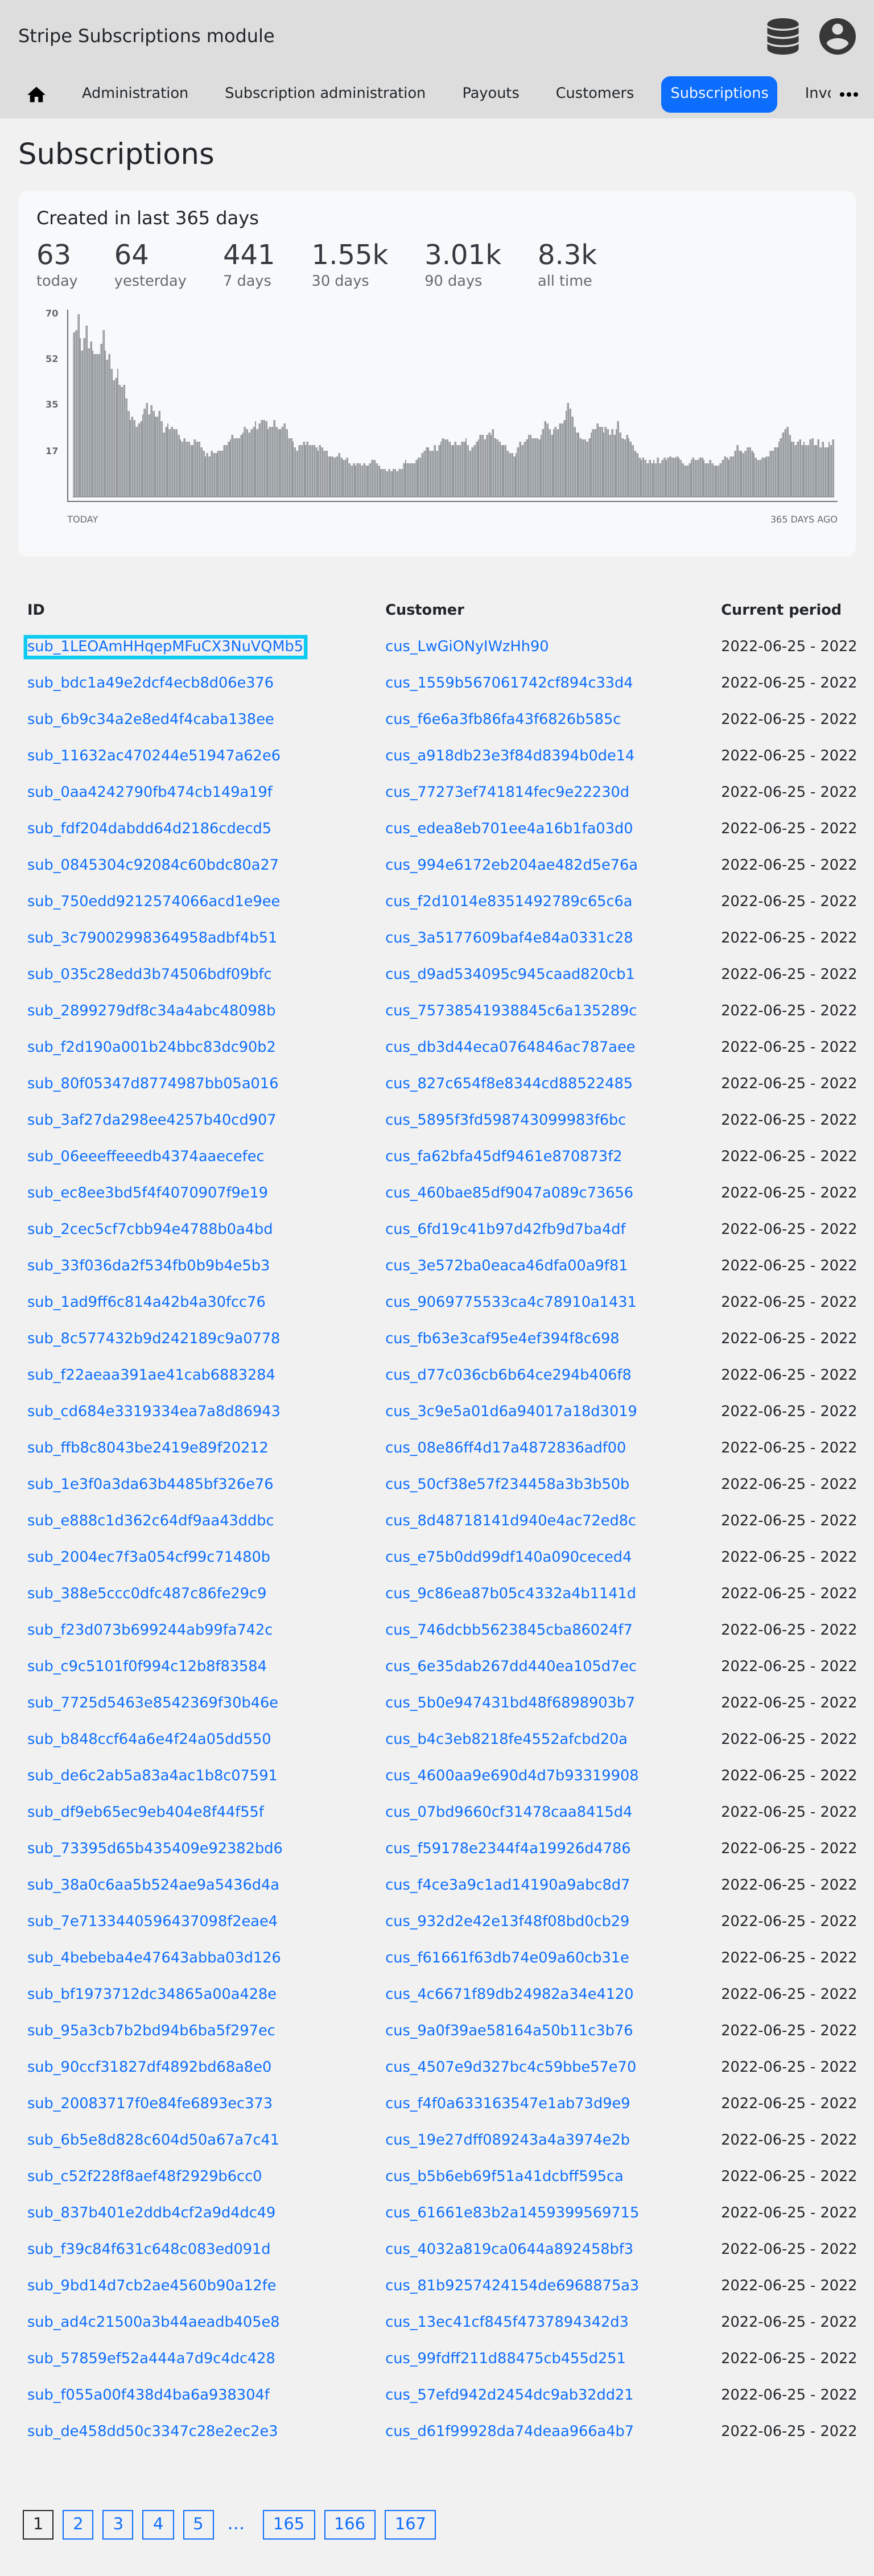 Stripe Subscriptions module
Administration Subscription administration Payouts Customers Subscriptions
Subscriptions
Created in last 365 days
63 64 441 1.55k 3.01k 8.3k
today yesterday 7 days 30 days 90 days all time
70
52
35
17
TODAY 365 DAYS AGO
ID Customer Current period
sub_1LEOAmHHqepMFuCX3NuVQMb5 cus_LwGiONyIWzHh90 2022-06-25 - 2022
sub_bdc1a49e2dcf4ecb8d06e376 cus_1559b567061742cf894c33d4 2022-06-25 - 2022
sub_6b9c34a2e8ed4f4caba138ee cus_f6e6a3fb86fa43f6826b585c 2022-06-25 - 2022
sub_11632ac470244e51947a62e6 cus_a918db23e3f84d8394b0de14 2022-06-25 - 2022
sub_0aa4242790fb474cb149a19f cus_77273ef741814fec9e22230d 2022-06-25 - 2022
sub_fdf204dabdd64d2186cdecd5 cus_edea8eb701ee4a16b1fa03d0 2022-06-25 - 2022
sub_0845304c92084c60bdc80a27 cus_994e6172eb204ae482d5e76a 2022-06-25 - 2022
sub_750edd9212574066acd1e9ee cus_f2d1014e8351492789c65c6a 2022-06-25 - 2022
sub_3c79002998364958adbf4b51 cus_3a5177609baf4e84a0331c28 2022-06-25 - 2022
sub_035c28edd3b74506bdf09bfc cus_d9ad534095c945caad820cb1 2022-06-25 - 2022
sub_2899279df8c34a4abc48098b cus_75738541938845c6a135289c 2022-06-25 - 2022
sub_f2d190a001b24bbc83dc90b2 cus_db3d44eca0764846ac787aee 2022-06-25 - 2022
sub_80f05347d8774987bb05a016 cus_827c654f8e8344cd88522485 2022-06-25 - 2022
sub_3af27da298ee4257b40cd907 cus_5895f3fd598743099983f6bc 2022-06-25 - 2022
sub_06eeeffeeedb4374aaecefec cus_fa62bfa45df9461e870873f2 2022-06-25 - 2022
sub_ec8ee3bd5f4f4070907f9e19 cus_460bae85df9047a089c73656 2022-06-25 - 2022
sub_2cec5cf7cbb94e4788b0a4bd cus_6fd19c41b97d42fb9d7ba4df 2022-06-25 - 2022
sub_33f036da2f534fb0b9b4e5b3 cus_3e572ba0eaca46dfa00a9f81 2022-06-25 - 2022
sub_1ad9ff6c814a42b4a30fcc76 cus_9069775533ca4c78910a1431 2022-06-25 - 2022
sub_8c577432b9d242189c9a0778 cus_fb63e3caf95e4ef394f8c698 2022-06-25 - 2022
sub_f22aeaa391ae41cab6883284 cus_d77c036cb6b64ce294b406f8 2022-06-25 - 2022
sub_cd684e3319334ea7a8d86943 cus_3c9e5a01d6a94017a18d3019 2022-06-25 - 2022
sub_ffb8c8043be2419e89f20212 cus_08e86ff4d17a4872836adf00 2022-06-25 - 2022
sub_1e3f0a3da63b4485bf326e76 cus_50cf38e57f234458a3b3b50b 2022-06-25 - 2022
sub_e888c1d362c64df9aa43ddbc cus_8d48718141d940e4ac72ed8c 2022-06-25 - 2022
sub_2004ec7f3a054cf99c71480b cus_e75b0dd99df140a090ceced4 2022-06-25 - 2022
sub_388e5ccc0dfc487c86fe29c9 cus_9c86ea87b05c4332a4b1141d 2022-06-25 - 2022
sub_f23d073b699244ab99fa742c cus_746dcbb5623845cba86024f7 2022-06-25 - 2022
sub_c9c5101f0f994c12b8f83584 cus_6e35dab267dd440ea105d7ec 2022-06-25 - 2022
sub_7725d5463e8542369f30b46e cus_5b0e947431bd48f6898903b7 2022-06-25 - 2022
sub_b848ccf64a6e4f24a05dd550 cus_b4c3eb8218fe4552afcbd20a 2022-06-25 - 2022
sub_de6c2ab5a83a4ac1b8c07591 cus_4600aa9e690d4d7b93319908 2022-06-25 - 2022
sub_df9eb65ec9eb404e8f44f55f cus_07bd9660cf31478caa8415d4 2022-06-25 - 2022
sub_73395d65b435409e92382bd6 cus_f59178e2344f4a19926d4786 2022-06-25 - 2022
sub_38a0c6aa5b524ae9a5436d4a cus_f4ce3a9c1ad14190a9abc8d7 2022-06-25 - 2022
sub_7e7133440596437098f2eae4 cus_932d2e42e13f48f08bd0cb29 2022-06-25 - 2022
sub_4bebeba4e47643abba03d126 cus_f61661f63db74e09a60cb31e 2022-06-25 - 2022
sub_bf1973712dc34865a00a428e cus_4c6671f89db24982a34e4120 2022-06-25 - 2022
sub_95a3cb7b2bd94b6ba5f297ec cus_9a0f39ae58164a50b11c3b76 2022-06-25 - 2022
sub_90ccf31827df4892bd68a8e0 cus_4507e9d327bc4c59bbe57e70 2022-06-25 - 2022
sub_20083717f0e84fe6893ec373 cus_f4f0a633163547e1ab73d9e9 2022-06-25 - 2022
sub_6b5e8d828c604d50a67a7c41 cus_19e27dff089243a4a3974e2b 2022-06-25 - 2022
sub_c52f228f8aef48f2929b6cc0 cus_b5b6eb69f51a41dcbff595ca 2022-06-25 - 2022
sub_837b401e2ddb4cf2a9d4dc49 cus_61661e83b2a1459399569715 2022-06-25 - 2022
sub_f39c84f631c648c083ed091d cus_4032a819ca0644a892458bf3 2022-06-25 - 2022
sub_9bd14d7cb2ae4560b90a12fe cus_81b9257424154de6968875a3 2022-06-25 - 2022
sub_ad4c21500a3b44aeadb405e8 cus_13ec41cf845f4737894342d3 2022-06-25 - 2022
sub_57859ef52a444a7d9c4dc428 cus_99fdff211d88475cb455d251 2022-06-25 - 2022
sub_f055a00f438d4ba6a938304f cus_57efd942d2454dc9ab32dd21 2022-06-25 - 2022
sub_de458dd50c3347c28e2ec2e3 cus_d61f99928da74deaa966a4b7 2022-06-25 - 2022
1 2 3 4 5 ... 165 166 167